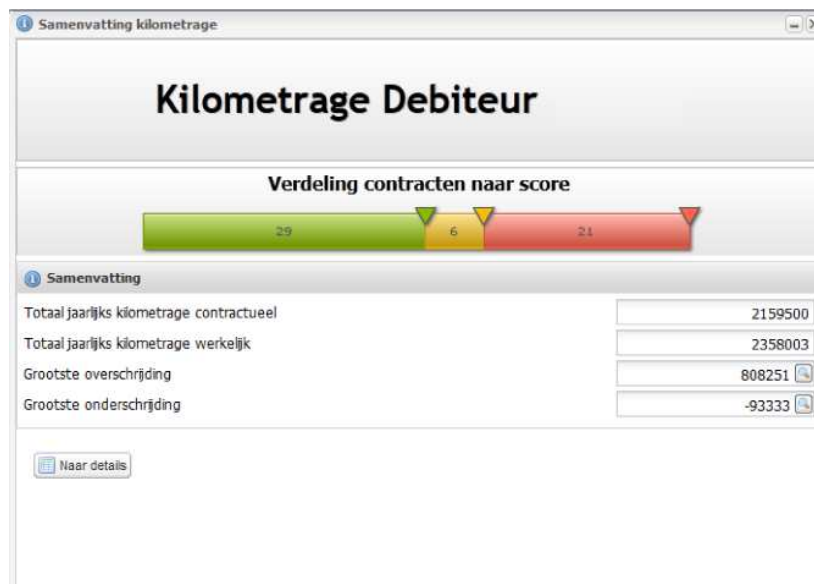 Samenvatting kilometrage
Kilometrage Debiteur
Verdeling contracten naar score
29 6 21
Samenvatting
Totaal jaarlijks kilometrage contractueel 2159500
Totaal jaarlijks kilometrage werkelijk 2358003
Grootste overschrijding 808251
Grootste onderschrijding -93333
Naar details